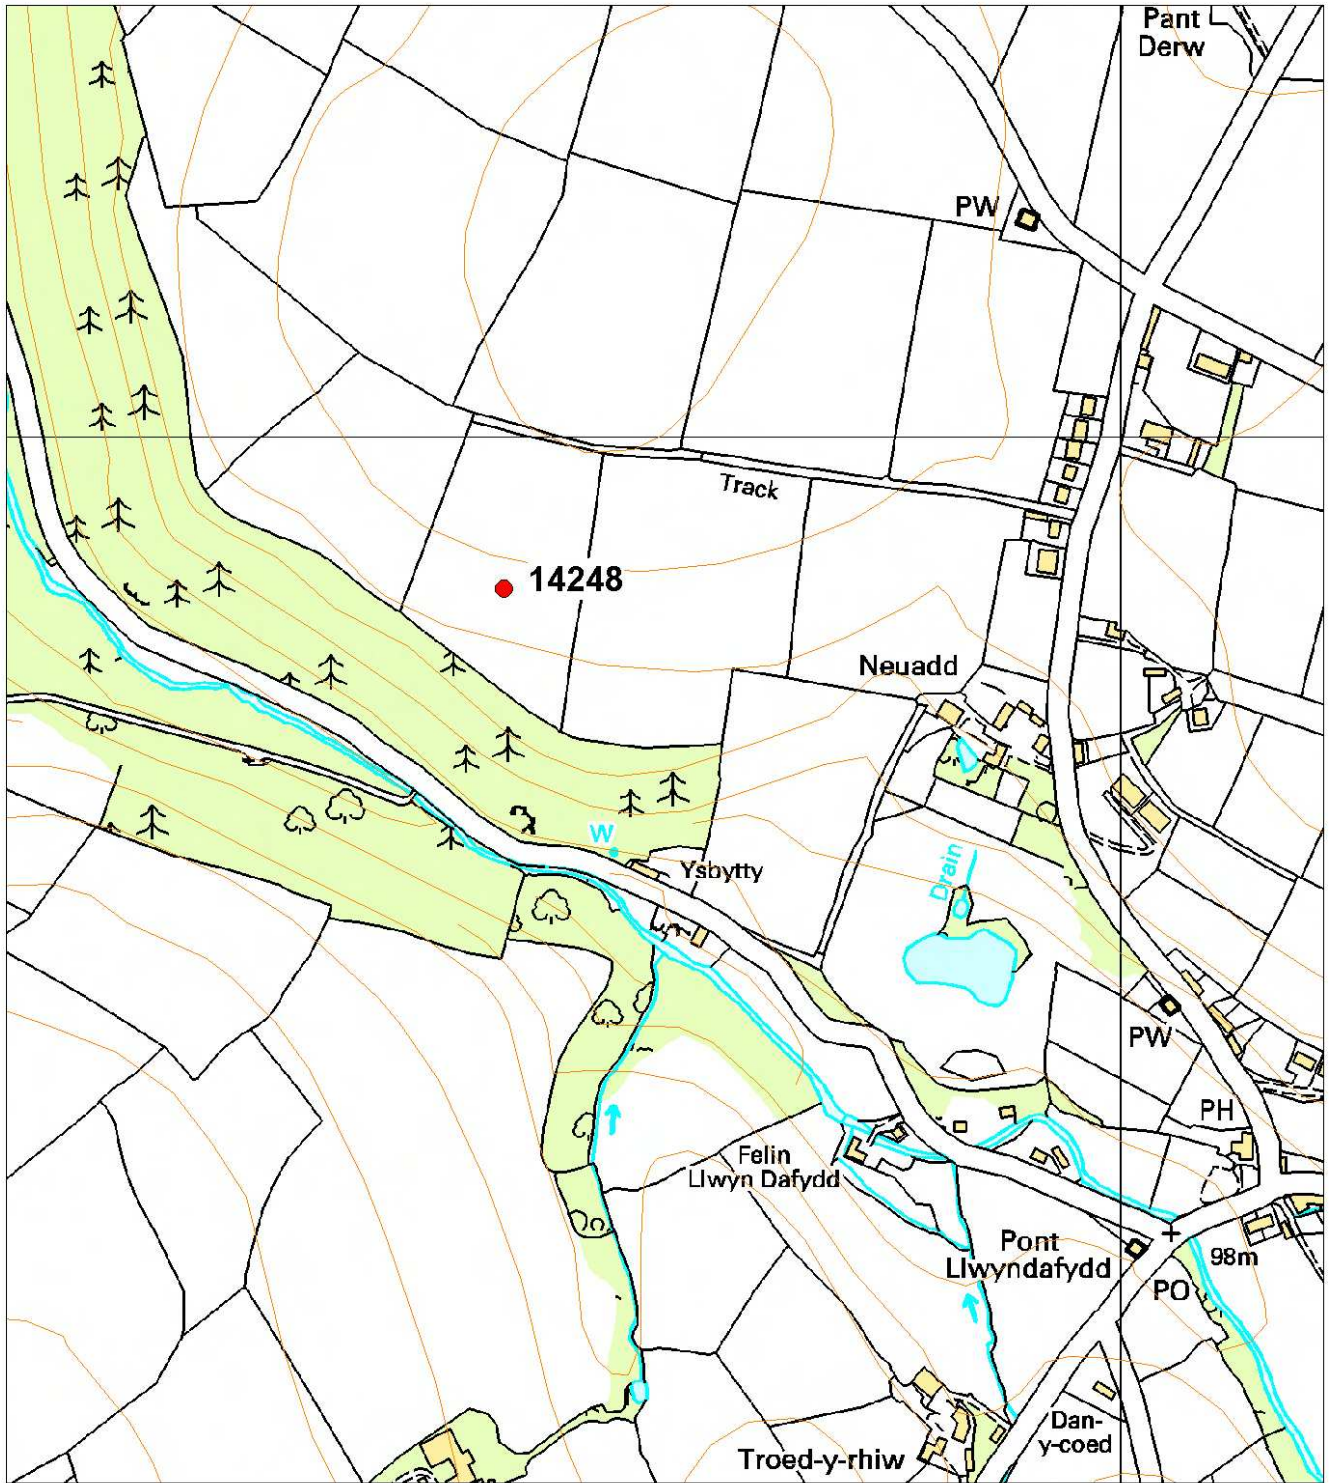 Pant
Derw
PW
Track
14248
Neuadd
W
Ysbytty
Drain
PW
PH
Felin
Llwyn Dafydd
Pont
Llwyndafydd
98m
PO
Dan-
y-coed
Troed-y-rhiw